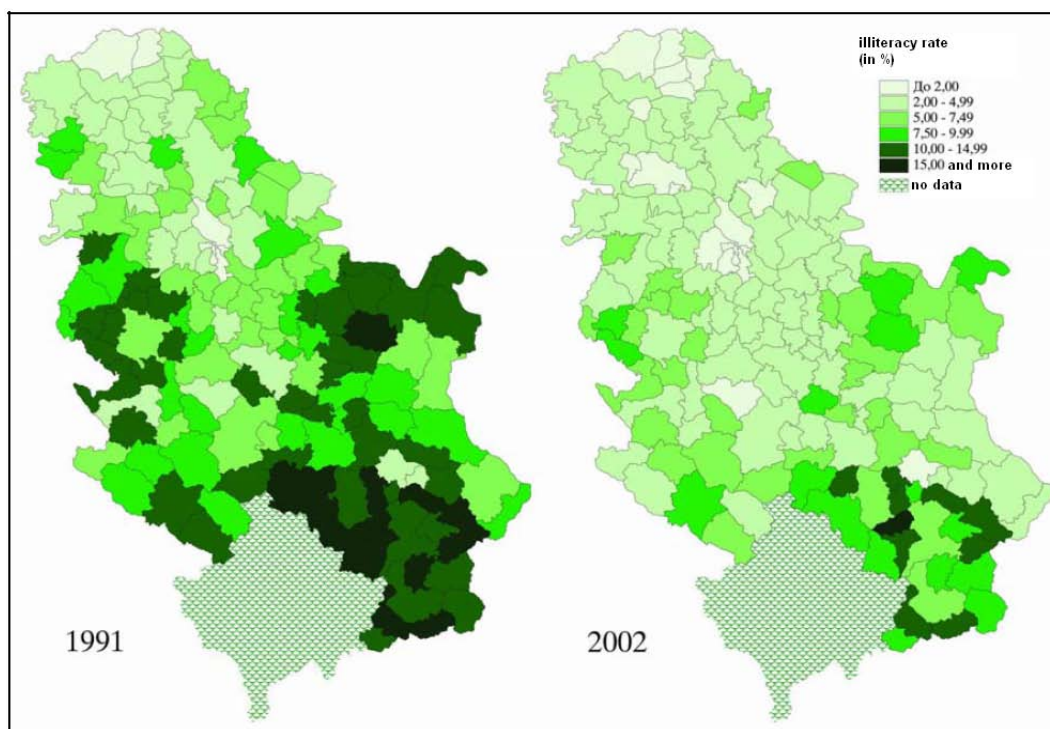 illiteracy rate
(in %)
До 2,00
2,00 - 4,99
5,00 - 7,49
7,50 - 9.99
10,00 - 14,99
15,00 and more
no data
1991
2002